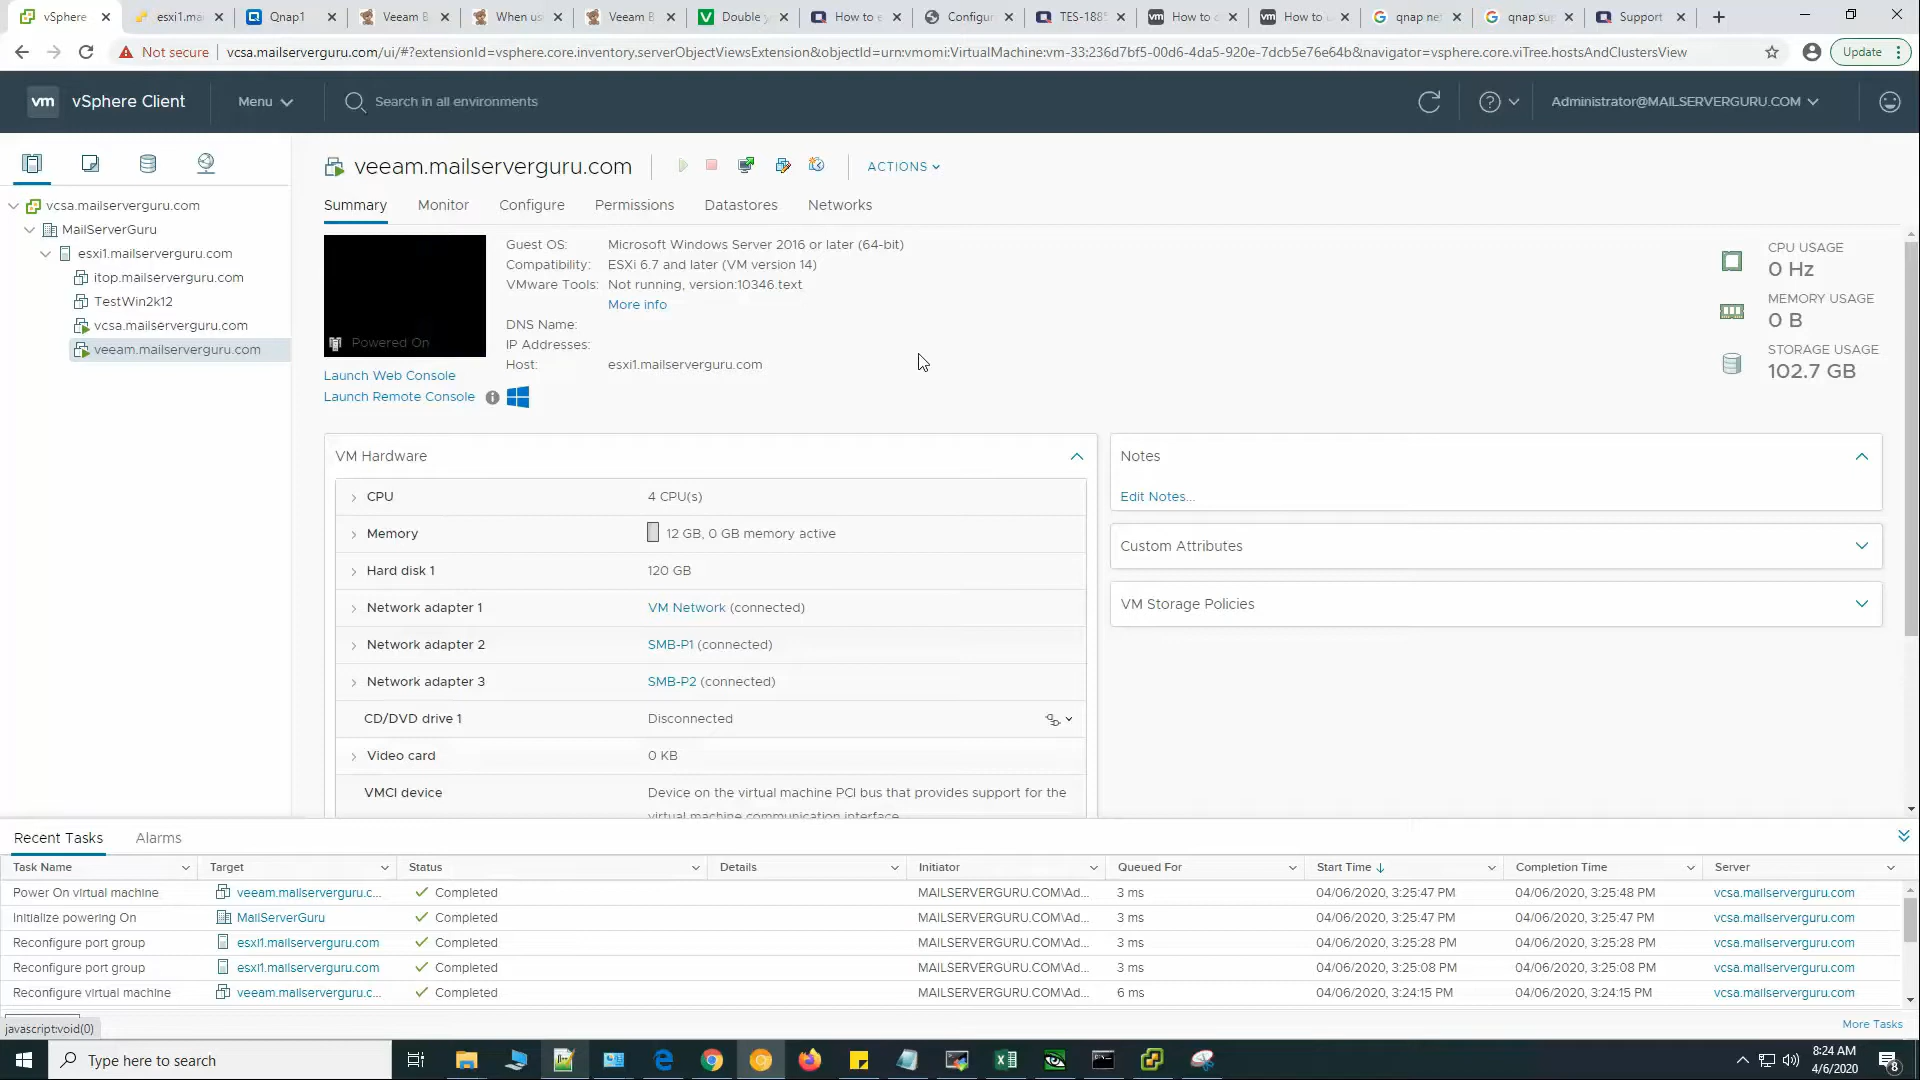 vSphere
esxi1.ma
Qnap1
Veeam B
When us
Veeam B
Double
How to e
Configur
TES-1885
How to
How to
qnap ne
qnap su
Support
Not secure
vcsa.mailserverguru.com/ui/#?extensionId=vsphere.core.inventory.serverObjectViewsExtension&objectId=urn:vmomi:VirtualMachine:vm-33:236d7bf5-00d6-4da5-920e-7dcb5e76e64b&navigator=vsphere.core.viTree.hostsAndClustersView
Update
vm vSphere Client
Menu
Search in all environments
Administrator@MAILSERVERGURU.COM
vcsa.mailserverguru.com
MailServerGuru
esxi1.mailserverguru.com
itop.mailserverguru.com
TestWin2k12
vcsa.mailserverguru.com
veeam.mailserverguru.com
veeam.mailserverguru.com
ACTIONS
Summary Monitor Configure Permissions Datastores Networks
Powered On
Launch Web Console
Launch Remote Console
Guest OS: Microsoft Windows Server 2016 or later (64-bit)
Compatibility: ESXi 6.7 and later (VM version 14)
VMware Tools: Not running, version:10346.text
More info
DNS Name:
IP Addresses:
Host: esxi1.mailserverguru.com
CPU USAGE
0 Hz
MEMORY USAGE
0 B
STORAGE USAGE
102.7 GB
VM Hardware
CPU 4 CPU(s)
Memory 12 GB, 0 GB memory active
Hard disk 1 120 GB
Network adapter 1 VM Network (connected)
Network adapter 2 SMB-P1 (connected)
Network adapter 3 SMB-P2 (connected)
CD/DVD drive 1 Disconnected
Video card 0 KB
VMCI device Device on the virtual machine PCI bus that provides support for the
virtual machine communication interface
Notes
Edit Notes...
Custom Attributes
VM Storage Policies
Recent Tasks Alarms
Task Name Target Status Details Initiator Queued For Start Time Completion Time Server
Power On virtual machine veeam.mailserverguru.c... Completed MAILSERVERGURU.COM\Ad... 3 ms 04/06/2020, 3:25:47 PM 04/06/2020, 3:25:48 PM vcsa.mailserverguru.com
Initialize powering On MailServerGuru Completed MAILSERVERGURU.COM\Ad... 3 ms 04/06/2020, 3:25:47 PM 04/06/2020, 3:25:47 PM vcsa.mailserverguru.com
Reconfigure port group esxi1.mailserverguru.com Completed MAILSERVERGURU.COM\Ad... 3 ms 04/06/2020, 3:25:28 PM 04/06/2020, 3:25:28 PM vcsa.mailserverguru.com
Reconfigure port group esxi1.mailserverguru.com Completed MAILSERVERGURU.COM\Ad... 3 ms 04/06/2020, 3:25:08 PM 04/06/2020, 3:25:08 PM vcsa.mailserverguru.com
Reconfigure virtual machine veeam.mailserverguru.c... Completed MAILSERVERGURU.COM\Ad... 6 ms 04/06/2020, 3:24:15 PM 04/06/2020, 3:24:15 PM vcsa.mailserverguru.com
javascript:void(0)
More Tasks
Type here to search
8:24 AM
4/6/2020
8